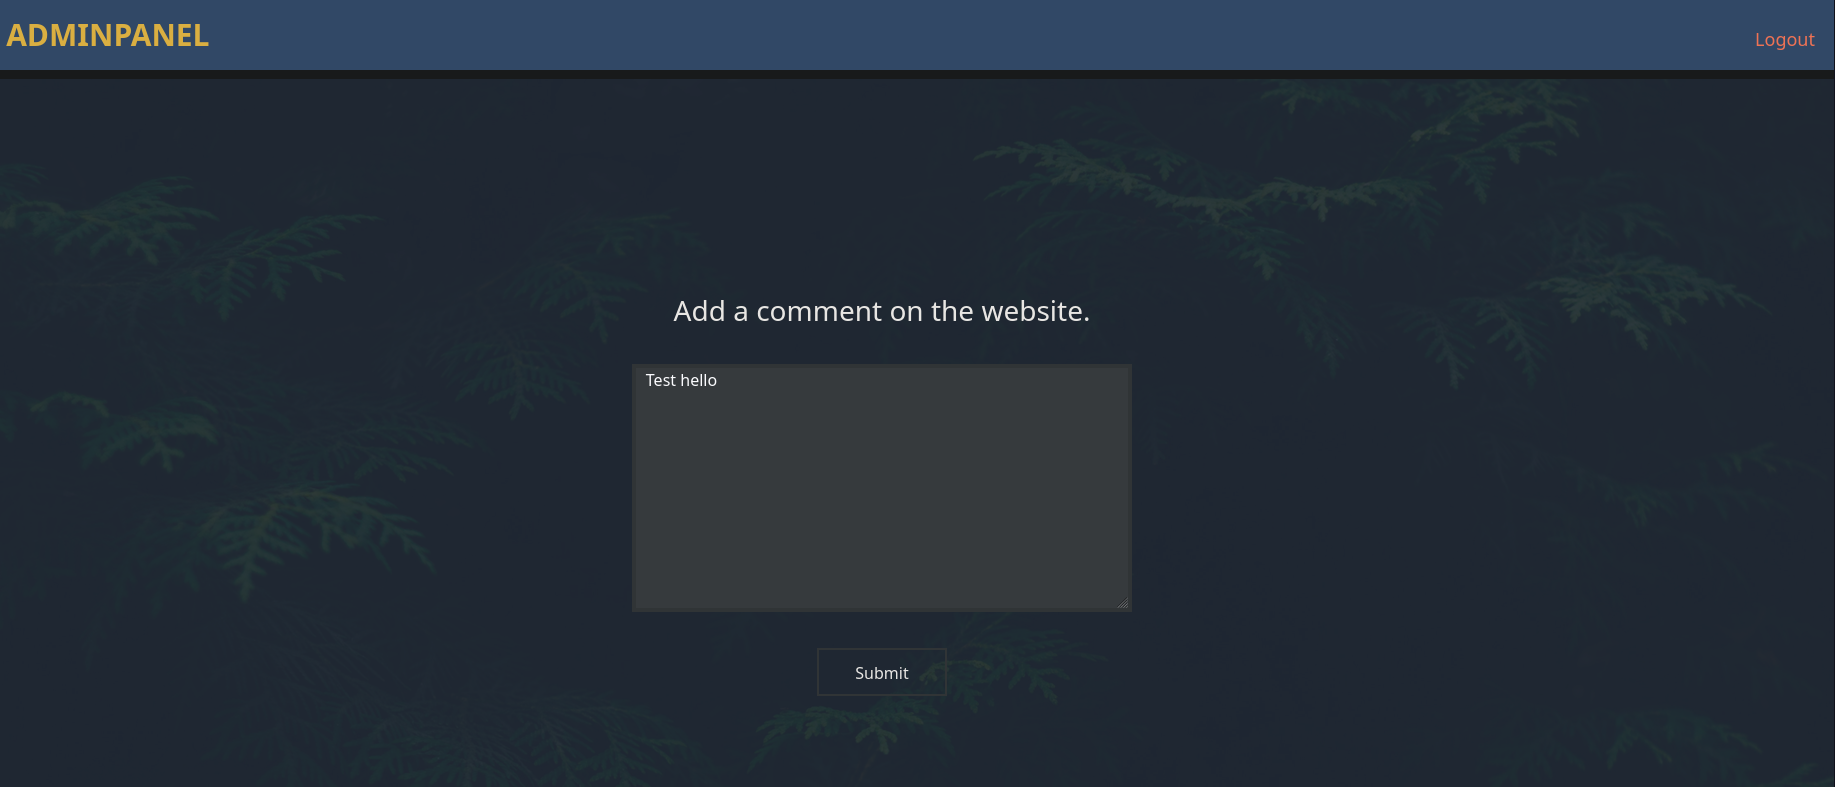 ADMINPANEL
Logout
Add a comment on the website.
Test hello
Submit